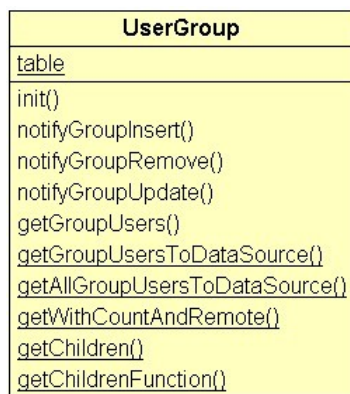 UserGroup
table
init()
notifyGroupInsert()
notifyGroupRemove()
notifyGroupUpdate()
getGroupUsers()
getGroupUsersToDataSource()
getAllGroupUsersToDataSource()
getWithCountAndRemote()
getChildren()
getChildrenFunction()